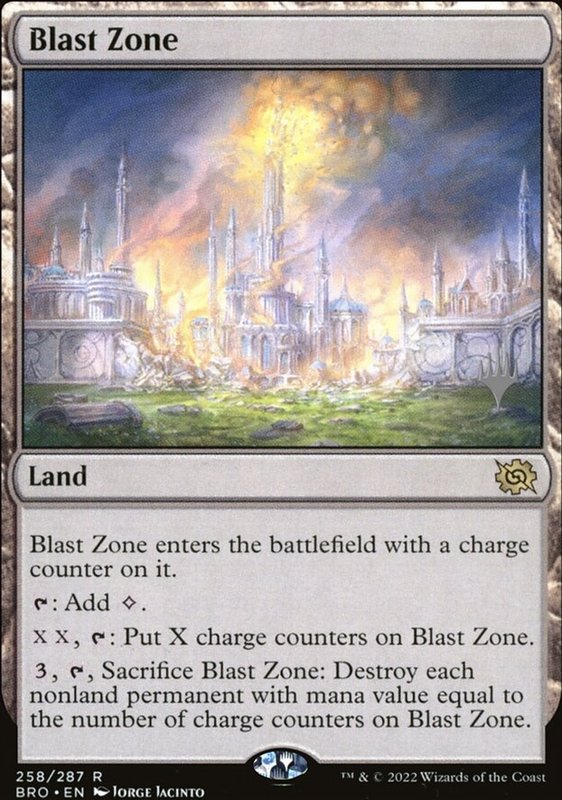 Blast Zone
Land
Blast Zone enters the battlefield with a charge
counter on it.
: Add .
X X, : Put X charge counters on Blast Zone.
3, , Sacrifice Blast Zone: Destroy each
nonland permanent with mana value equal to
the number of charge counters on Blast Zone.
258/287 R
BRO • EN Jorge Jacinto
™ & © 2022 Wizards of the Coast